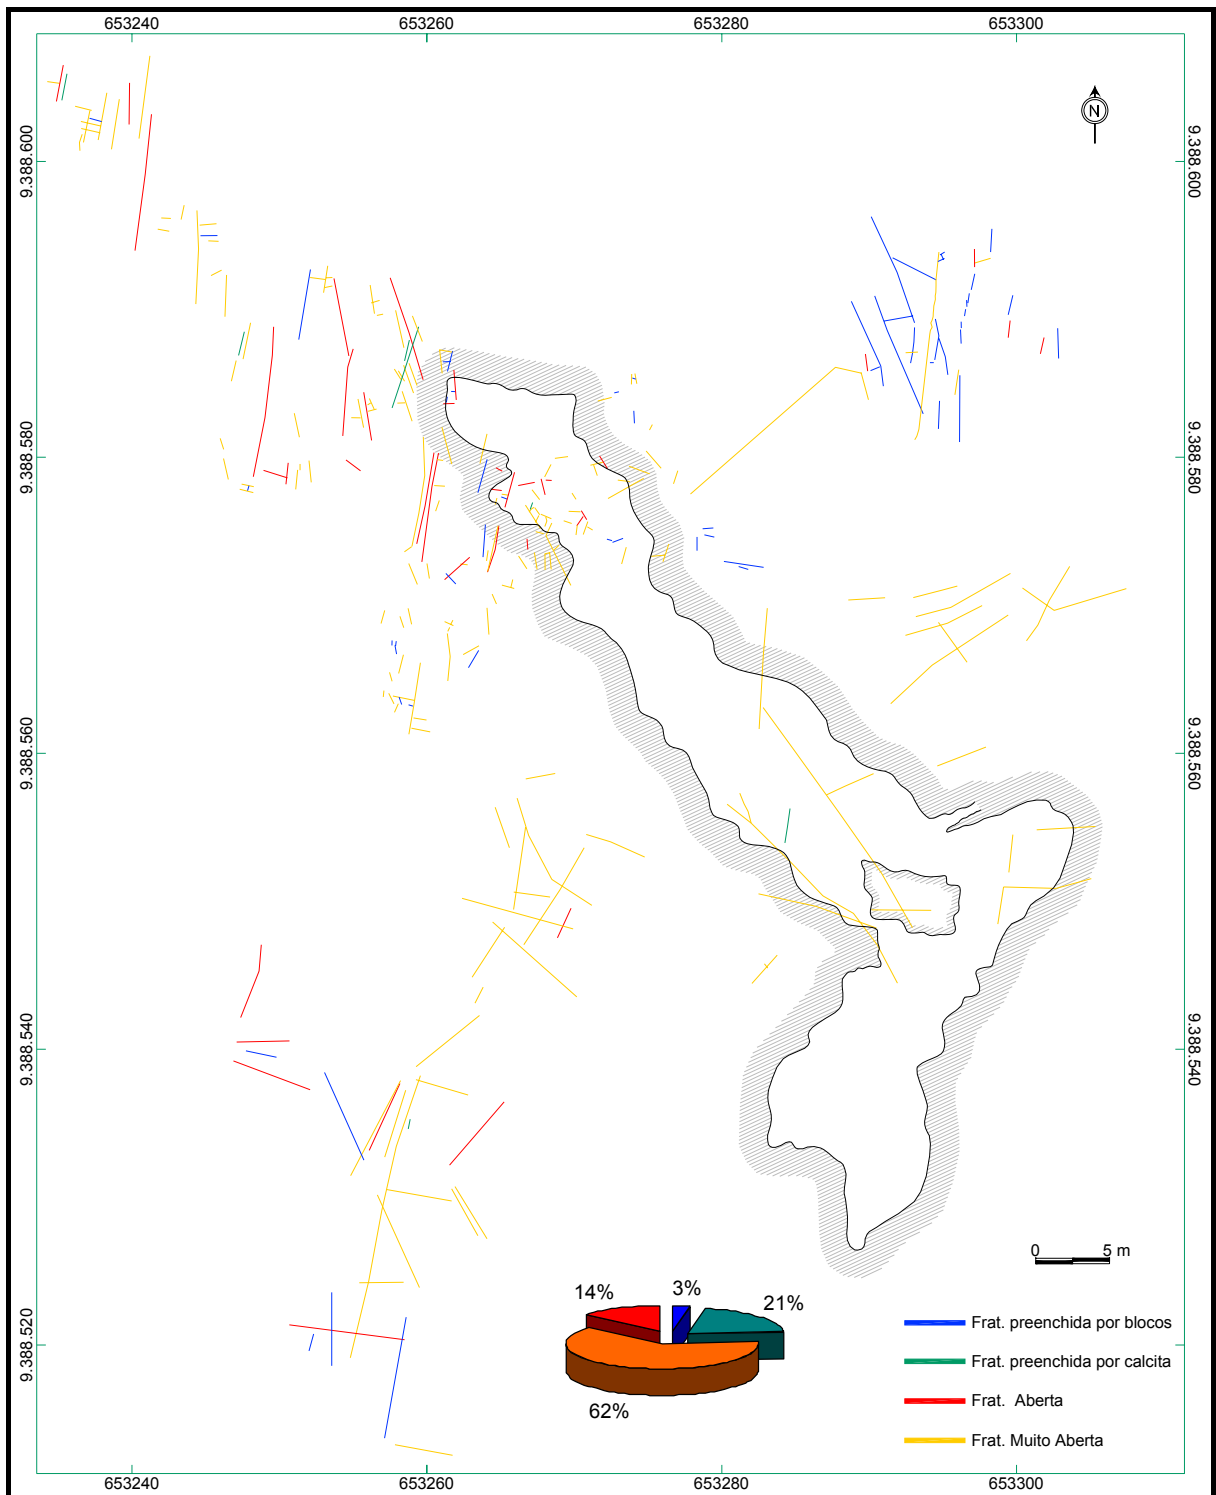 653240 653260 653280 653300
N
9.388.600 9.388.600
9.388.580 9.388.580
9.388.560 9.388.560
9.388.540 9.388.540
0 5 m
14% 3% 21%
62%
9.388.520
Frat. preenchida por blocos
Frat. preenchida por calcita
Frat. Aberta
Frat. Muito Aberta
653240 653260 653280 653300